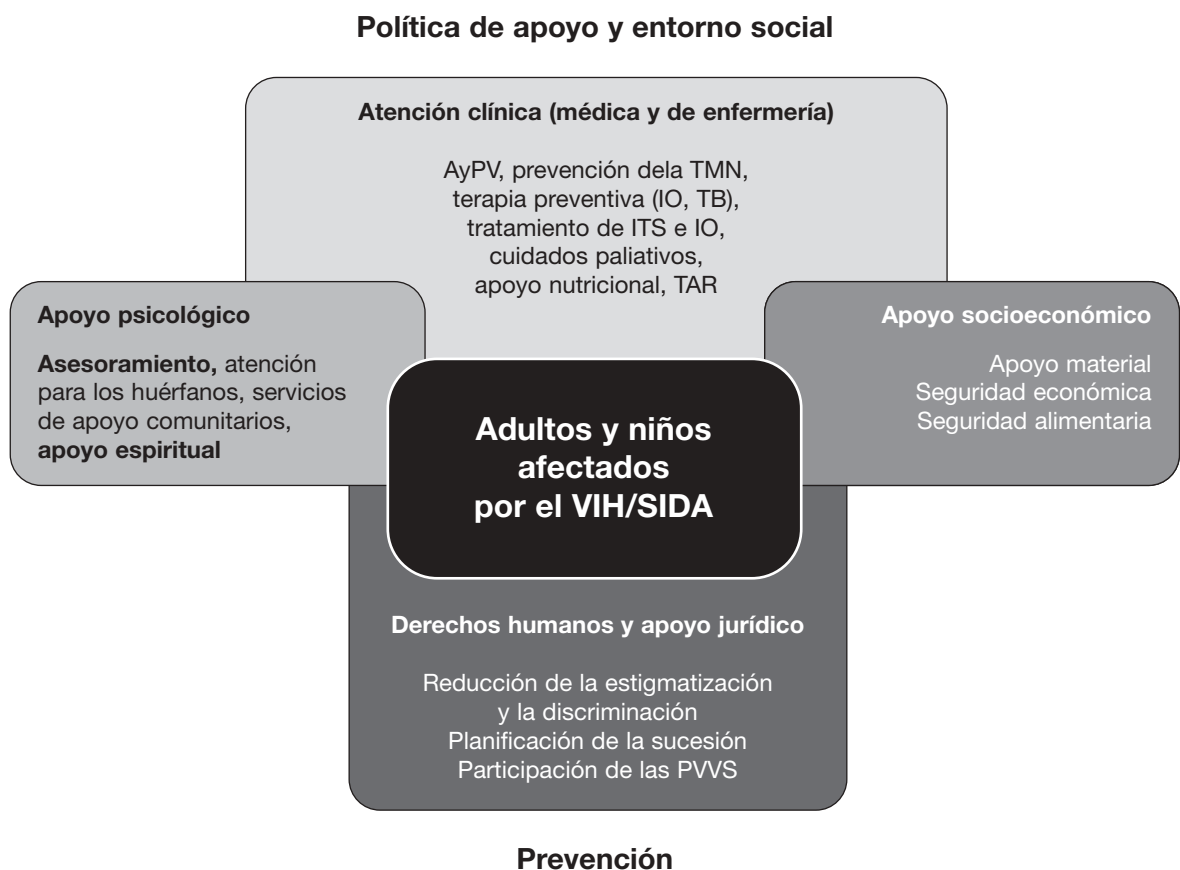 Política de apoyo y entorno social
Atención clínica (médica y de enfermería)
AyPV, prevención dela TMN,
terapia preventiva (IO, TB),
tratamiento de ITS e IO,
cuidados paliativos,
apoyo nutricional, TAR
Apoyo psicológico
Asesoramiento, atención
para los huérfanos, servicios
de apoyo comunitarios,
apoyo espiritual
Apoyo socioeconómico
Apoyo material
Seguridad económica
Seguridad alimentaria
Adultos y niños
afectados
por el VIH/SIDA
Derechos humanos y apoyo jurídico
Reducción de la estigmatización
y la discriminación
Planificación de la sucesión
Participación de las PVVS
Prevención